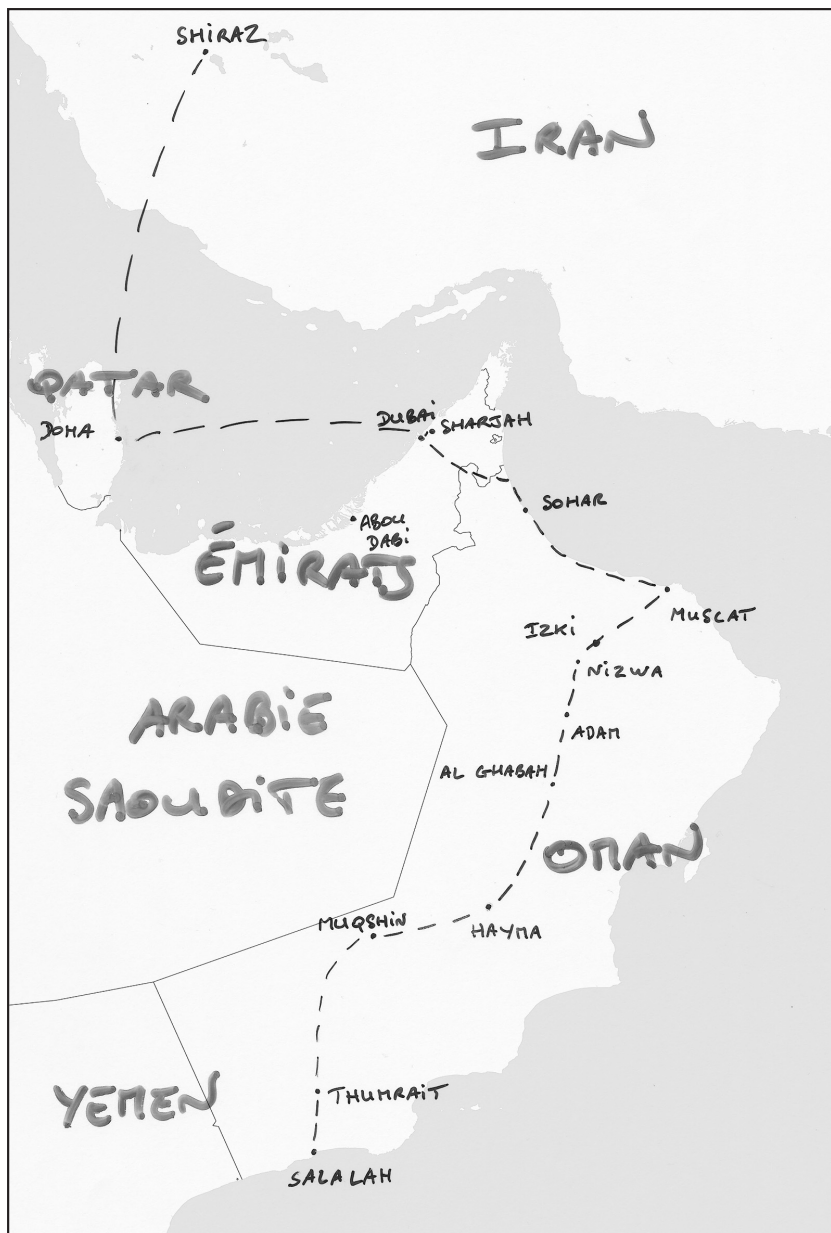 SHIRAZ
IRAN
QATAR
DOHA
DUBAI
SHARJAH
SOHAR
ABOU
DABI
ÉMIRATS
MUSCAT
IZKI
NIZWA
ARABIE
SAOUDITE
ADAM
AL GHABAH
OMAN
MUQSHIN
HAYMA
YEMEN
THUMRAIT
SALALAH